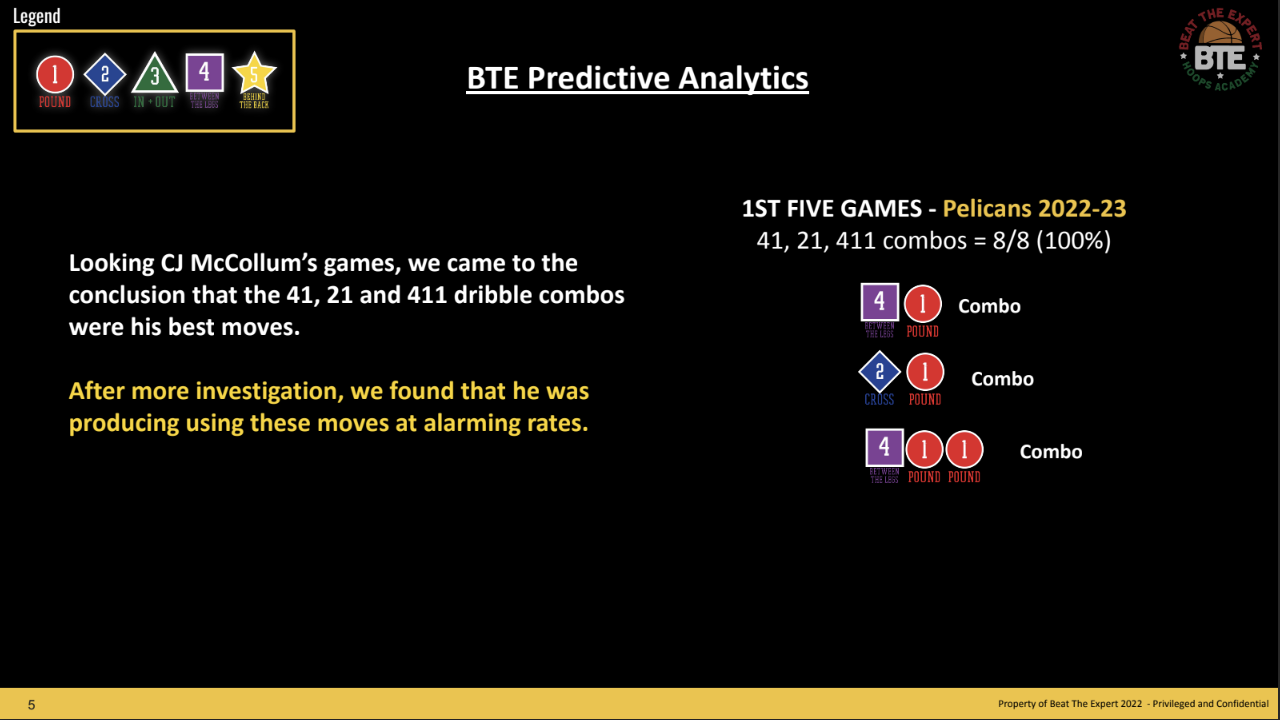 Legend
1 2 3 4 5
POUND CROSS IN + OUT BETWEEN THE LEGS BEHIND THE BACK
BEAT THE EXPERT
BTE
HOOPS ACADEMY
BTE Predictive Analytics
Looking CJ McCollum’s games, we came to the
conclusion that the 41, 21 and 411 dribble combos
were his best moves.
After more investigation, we found that he was
producing using these moves at alarming rates.
1ST FIVE GAMES - Pelicans 2022-23
41, 21, 411 combos = 8/8 (100%)
4 1 Combo
BETWEEN THE LEGS POUND
2 1 Combo
CROSS POUND
4 1 1 Combo
BETWEEN THE LEGS POUND POUND
5
Property of Beat The Expert 2022 - Privileged and Confidential